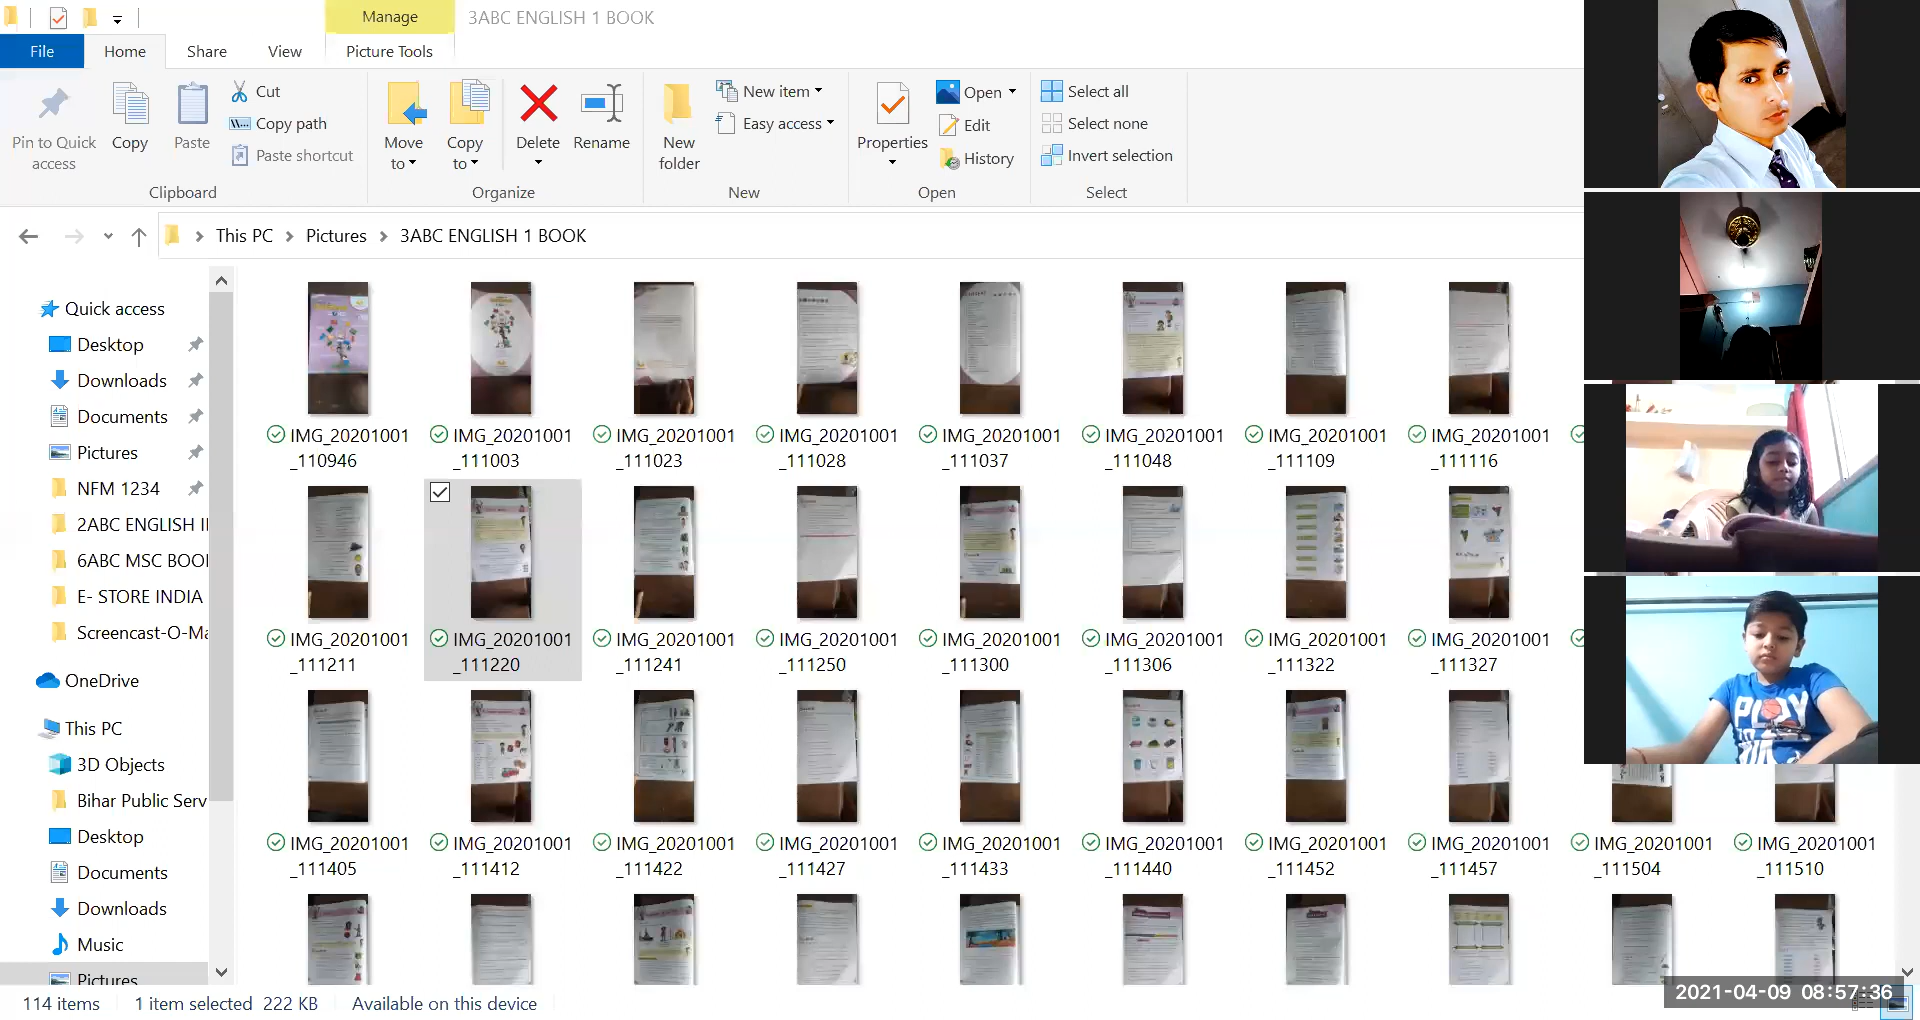 Manage
3ABC ENGLISH 1 BOOK
File
Home
Share
View
Picture Tools
Pin to Quick access
Copy
Paste
Cut
Copy path
Paste shortcut
Clipboard
Move to
Copy to
Delete
Rename
Organize
New folder
New item
Easy access
New
Properties
Open
Edit
History
Open
Select all
Select none
Invert selection
Select
This PC
Pictures
3ABC ENGLISH 1 BOOK
Quick access
Desktop
Downloads
Documents
Pictures
NFM 1234
2ABC ENGLISH
6ABC MSC
E- STORE INDIA
Screencast-O-Ma
OneDrive
This PC
3D Objects
Bihar Public Serv
Desktop
Documents
Downloads
Music
Pictures
IMG_20201001_110946
IMG_20201001_111003
IMG_20201001_111023
IMG_20201001_111028
IMG_20201001_111037
IMG_20201001_111048
IMG_20201001_111109
IMG_20201001_111116
IMG_20201001_111211
IMG_20201001_111220
IMG_20201001_111241
IMG_20201001_111250
IMG_20201001_111300
IMG_20201001_111306
IMG_20201001_111322
IMG_20201001_111327
IMG_20201001_111405
IMG_20201001_111412
IMG_20201001_111422
IMG_20201001_111427
IMG_20201001_111433
IMG_20201001_111440
IMG_20201001_111452
IMG_20201001_111457
IMG_20201001_111504
IMG_20201001_111510
PLAY
114 items
1 item selected 222 KB
Available on this device
2021-04-09 08:57:36